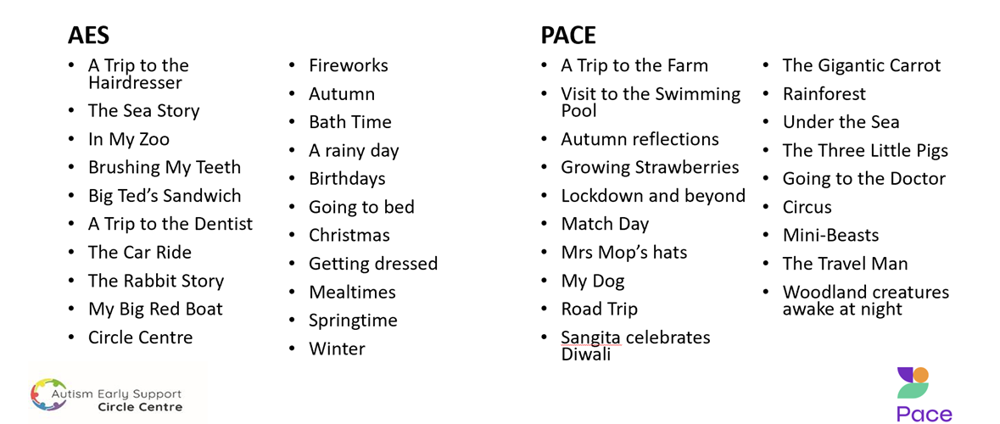 AES
• A Trip to the
Hairdresser
• The Sea Story
• In My Zoo
• Brushing My Teeth
• Big Ted’s Sandwich
• A Trip to the Dentist
• The Car Ride
• The Rabbit Story
• My Big Red Boat
• Circle Centre
• Fireworks
• Autumn
• Bath Time
• A rainy day
• Birthdays
• Going to bed
• Christmas
• Getting dressed
• Mealtimes
• Springtime
• Winter
PACE
• A Trip to the Farm
• Visit to the Swimming
Pool
• Autumn reflections
• Growing Strawberries
• Lockdown and beyond
• Match Day
• Mrs Mop’s hats
• My Dog
• Road Trip
• Sangita celebrates
Diwali
• The Gigantic Carrot
• Rainforest
• Under the Sea
• The Three Little Pigs
• Going to the Doctor
• Circus
• Mini-Beasts
• The Travel Man
• Woodland creatures
awake at night
Autism Early Support
Circle Centre
Pace